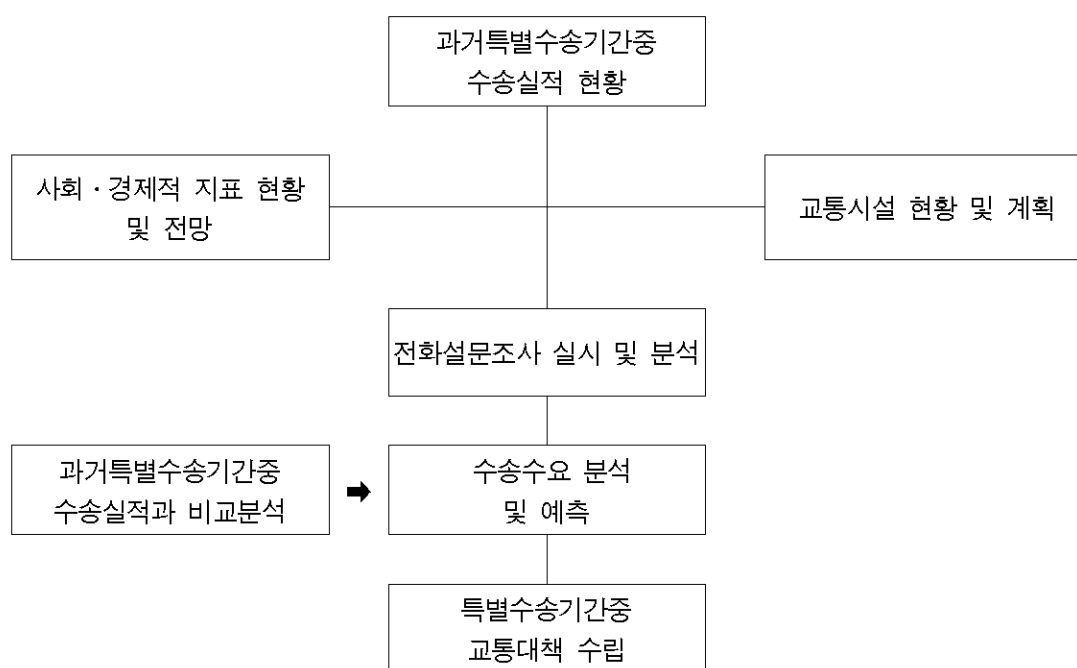 과거특별수송기간중
수송실적 현황
사회·경제적 지표 현황
및 전망
교통시설 현황 및 계획
전화설문조사 실시 및 분석
과거특별수송기간중
수송실적과 비교분석
수송수요 분석
및 예측
특별수송기간중
교통대책 수립